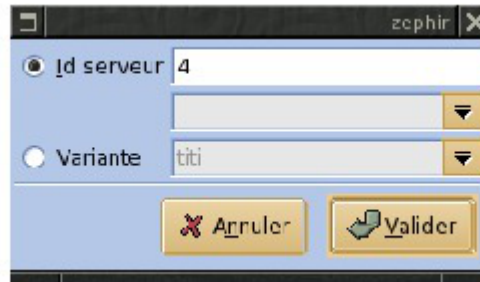 zephir
Id serveur 4
Variante titi
Annuler Valider